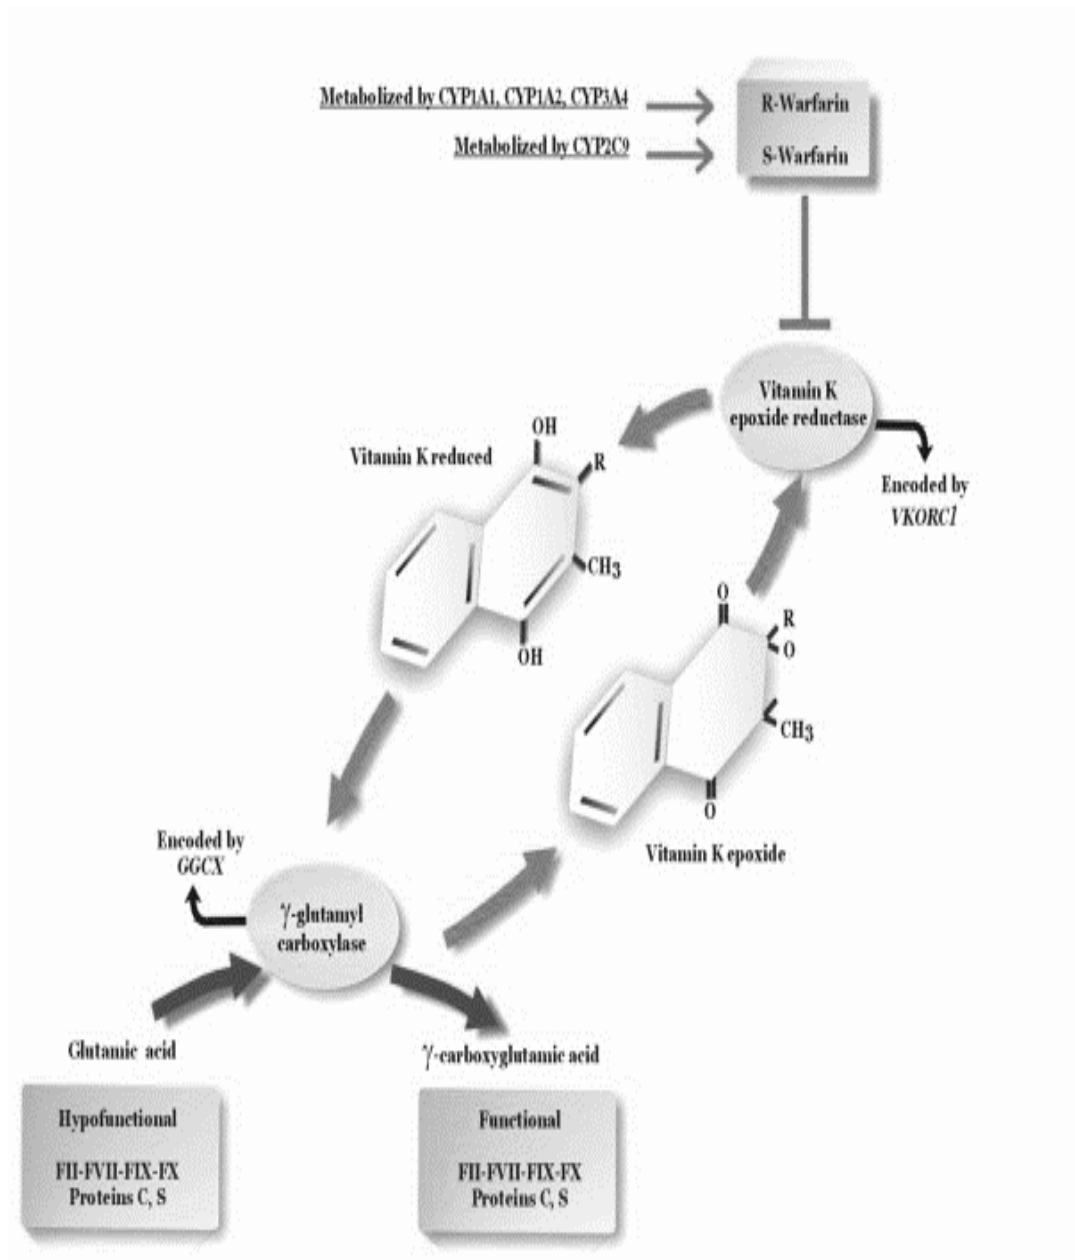 Metabolized by CYP1A1, CYP1A2, CYP3A4
R-Warfarin
Metabolized by CYP2C9
S-Warfarin
Vitamin K
epoxide reductase
Encoded by
VKORC1
Vitamin K reduced
OH
R
CH3
OH
O
R
O
CH3
O
Vitamin K epoxide
Encoded by
GGCX
γ-glutamyl
carboxylase
Glutamic acid
γ-carboxyglutamic acid
Hypofunctional
FII-FVII-FIX-FX
Proteins C, S
Functional
FII-FVII-FIX-FX
Proteins C, S